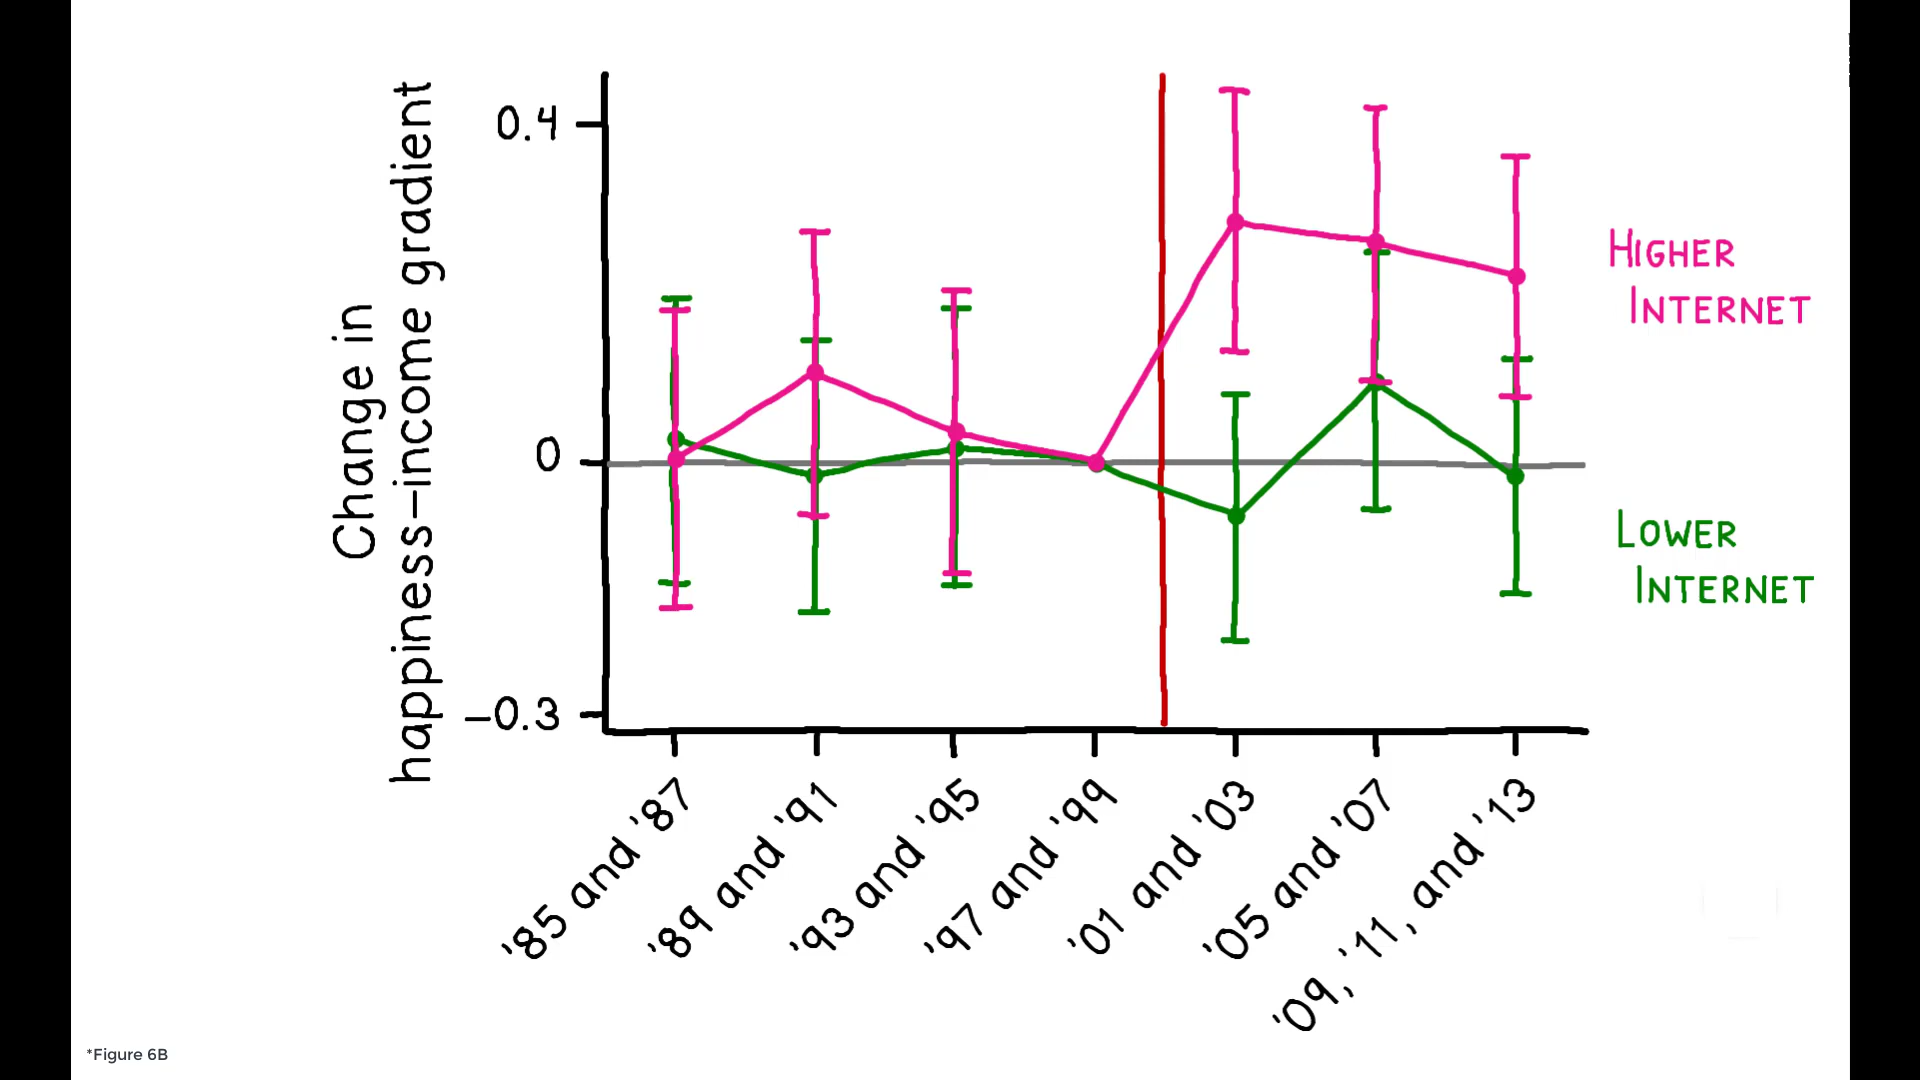 Change in
happiness-income gradient
0.4
0
-0.3
HIGHER
INTERNET
LOWER
INTERNET
'85 and '87
'89 and '91
'93 and '95
'97 and '99
'01 and '03
'05 and '07
'09, '11, and '13
*Figure 6B